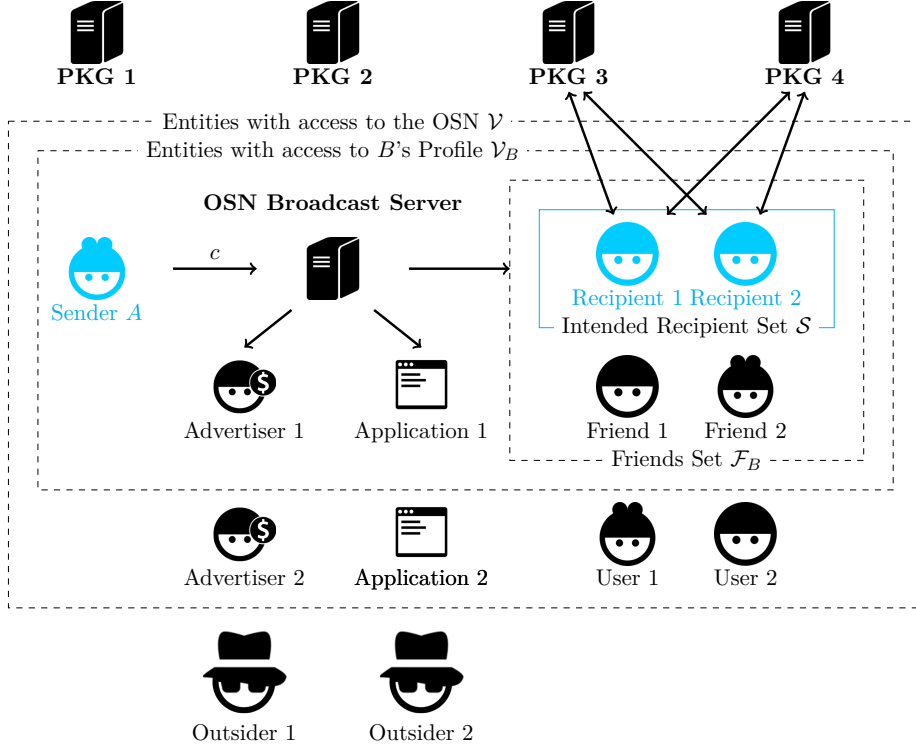 PKG 1
PKG 2
PKG 3
PKG 4
Entities with access to the OSN 𝒱
Entities with access to B's Profile 𝒱_B
OSN Broadcast Server
c
Sender A
Recipient 1
Recipient 2
Intended Recipient Set 𝒮
$
Advertiser 1
Application 1
Friend 1
Friend 2
Friends Set ℱ_B
$
Advertiser 2
Application 2
User 1
User 2
Outsider 1
Outsider 2